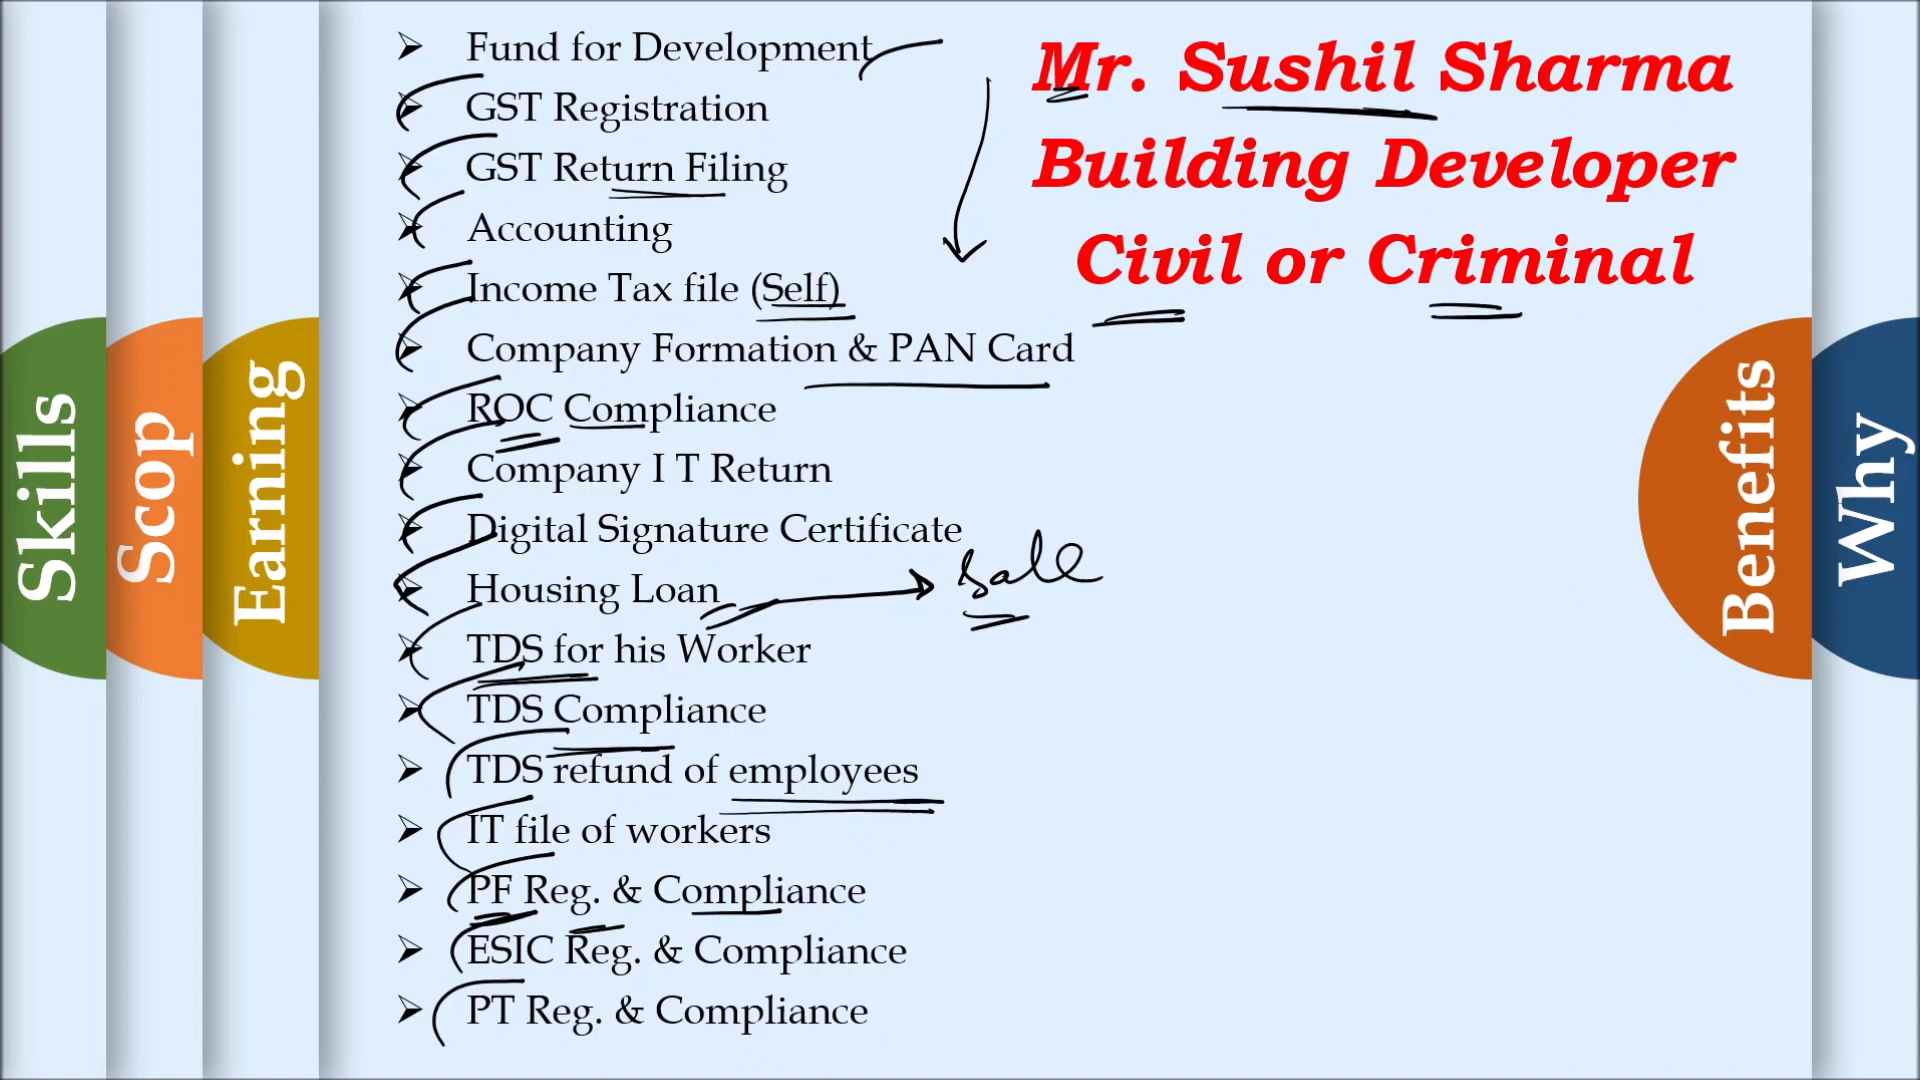 Skills
Scop
Earning
Fund for Development
GST Registration
GST Return Filing
Accounting
Income Tax file (Self)
Company Formation & PAN Card
ROC Compliance
Company I T Return
Digital Signature Certificate
Housing Loan
sale
TDS for his Worker
TDS Compliance
TDS refund of employees
IT file of workers
PF Reg. & Compliance
ESIC Reg. & Compliance
PT Reg. & Compliance
Mr. Sushil Sharma
Building Developer
Civil or Criminal
Benefits
Why